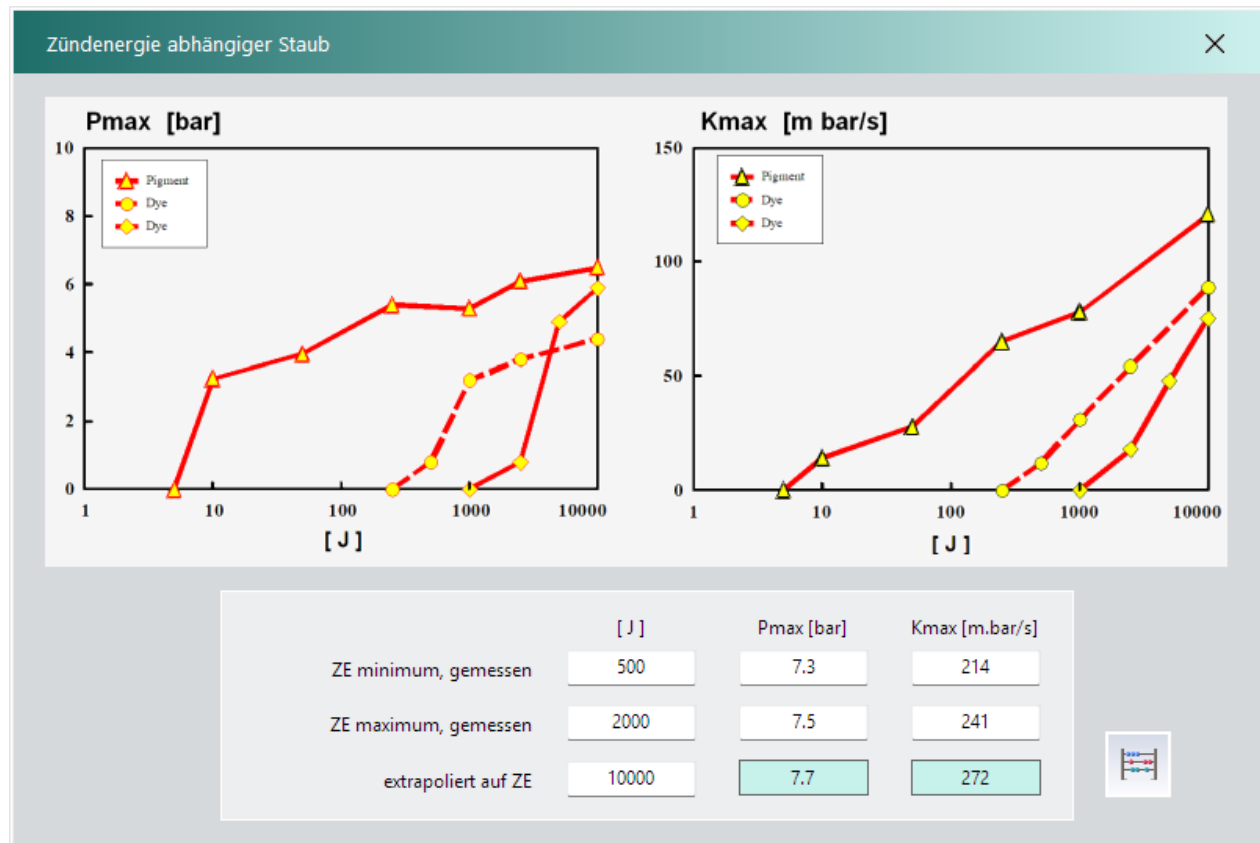 Zündenergie abhängiger Staub
Pmax [bar]
10
8
6
4
2
0
Pigment
Dye
Dye
1 10 100 1000 10000
[ J ]
Kmax [m bar/s]
150
100
50
0
Pigment
Dye
Dye
1 10 100 1000 10000
[ J ]
[ J ] Pmax [bar] Kmax [m.bar/s]
ZE minimum, gemessen 500 7.3 214
ZE maximum, gemessen 2000 7.5 241
extrapoliert auf ZE 10000 7.7 272